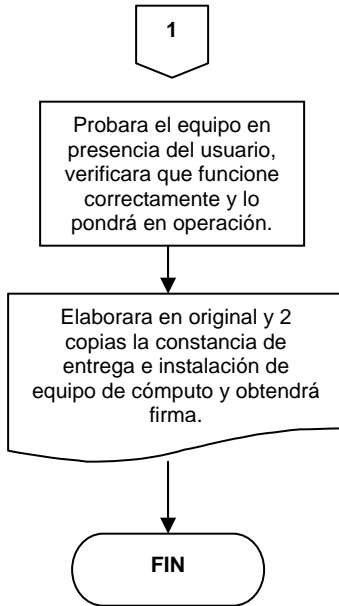 1
Probara el equipo en
presencia del usuario,
verificara que funcione
correctamente y lo
pondrá en operación.
Elaborara en original y 2
copias la constancia de
entrega e instalación de
equipo de cómputo y obtendrá
firma.
FIN